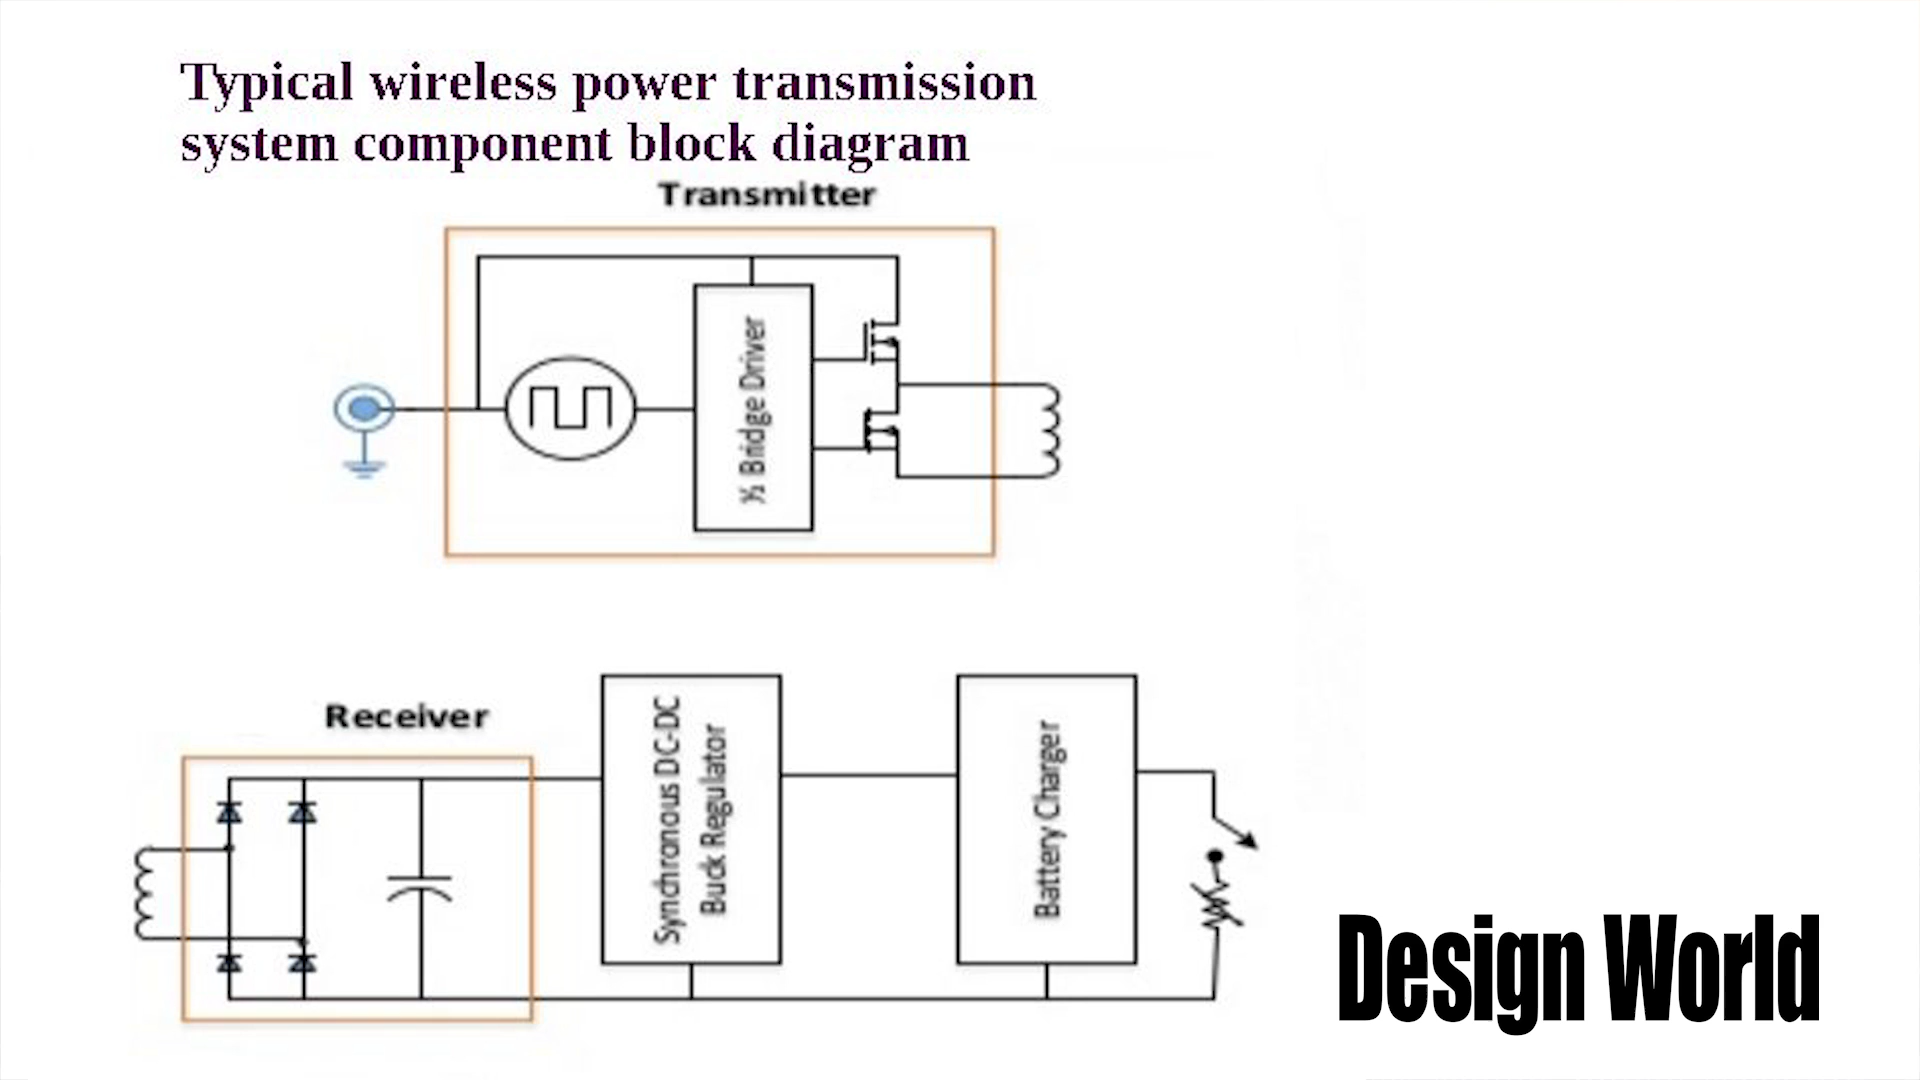 Typical wireless power transmission
system component block diagram
Transmitter
½ Bridge Driver
Receiver
Synchronous DC-DC
Buck Regulator
Battery Charger
Design World